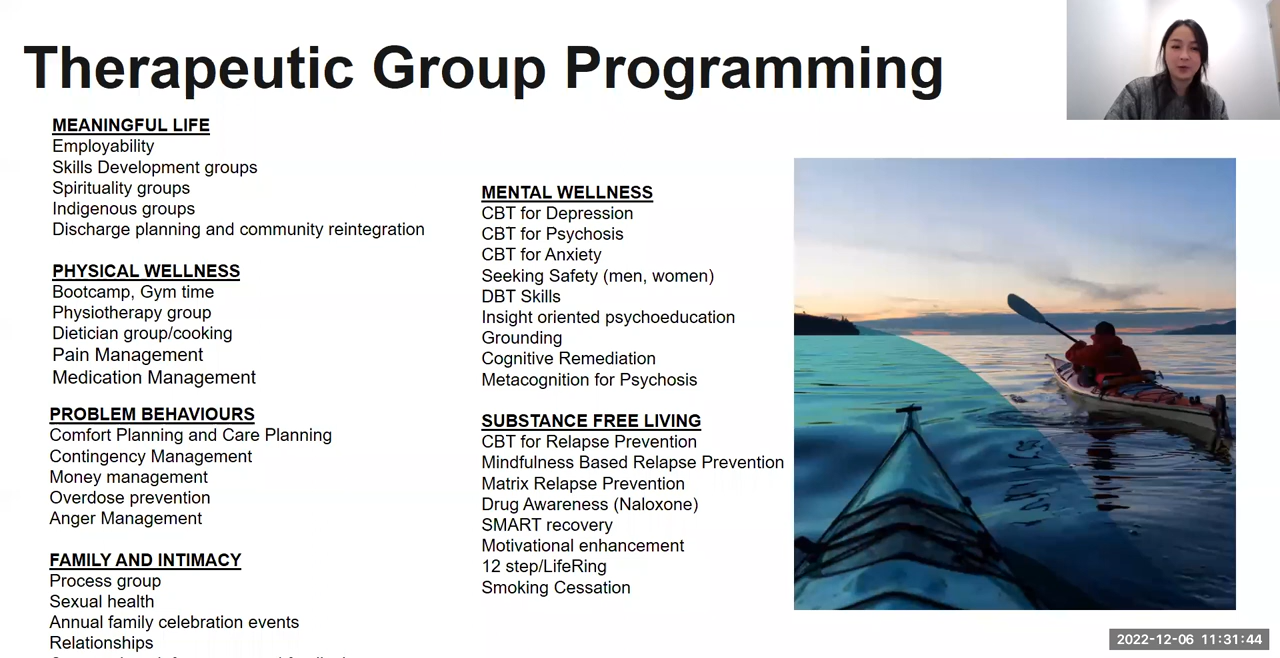 Therapeutic Group Programming
MEANINGFUL LIFE
Employability
Skills Development groups
Spirituality groups
Indigenous groups
Discharge planning and community reintegration
PHYSICAL WELLNESS
Bootcamp, Gym time
Physiotherapy group
Dietician group/cooking
Pain Management
Medication Management
PROBLEM BEHAVIOURS
Comfort Planning and Care Planning
Contingency Management
Money management
Overdose prevention
Anger Management
FAMILY AND INTIMACY
Process group
Sexual health
Annual family celebration events
Relationships
MENTAL WELLNESS
CBT for Depression
CBT for Psychosis
CBT for Anxiety
Seeking Safety (men, women)
DBT Skills
Insight oriented psychoeducation
Grounding
Cognitive Remediation
Metacognition for Psychosis
SUBSTANCE FREE LIVING
CBT for Relapse Prevention
Mindfulness Based Relapse Prevention
Matrix Relapse Prevention
Drug Awareness (Naloxone)
SMART recovery
Motivational enhancement
12 step/LifeRing
Smoking Cessation
2022-12-06 11:31:44